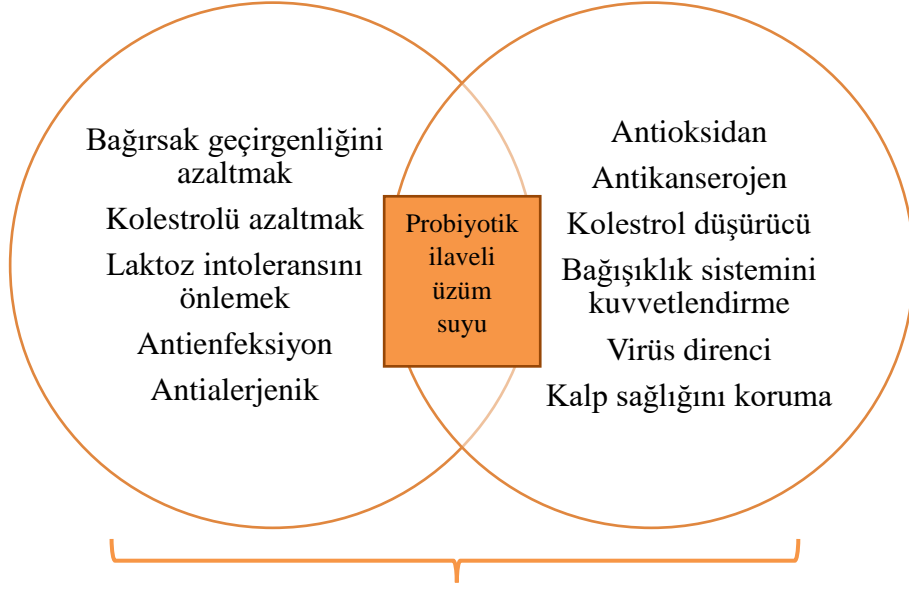 Bağırsak geçirgenliğini
azaltmak
Kolestrolü azaltmak
Laktoz intoleransını
önlemek
Antienfeksiyon
Antialerjenik
Probiyotik
ilaveli
üzüm
suyu
Antioksidan
Antikanserojen
Kolestrol düşürücü
Bağışıklık sistemini
kuvvetlendirme
Virüs direnci
Kalp sağlığını koruma